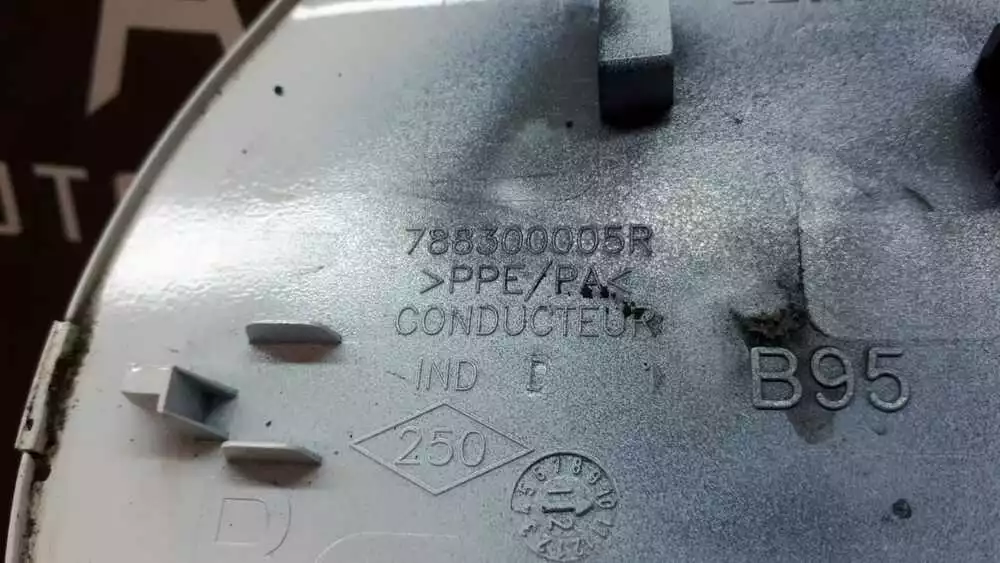 788300005R
>PPE/PA<
CONDUCTEUR
IND
B95
250